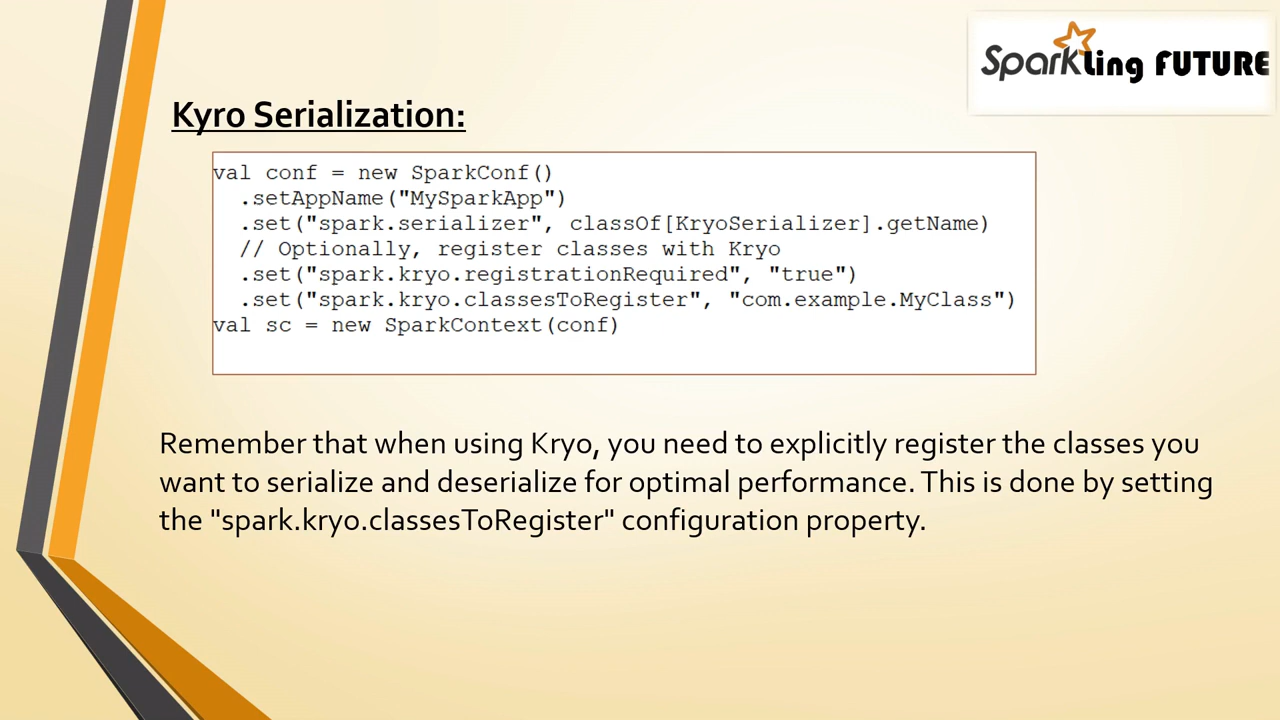 Sparkling FUTURE
Kyro Serialization:
val conf = new SparkConf()
.setAppName("MySparkApp")
.set("spark.serializer", classOf[KryoSerializer].getName)
// Optionally, register classes with Kryo
.set("spark.kryo.registrationRequired", "true")
.set("spark.kryo.classesToRegister", "com.example.MyClass")
val sc = new SparkContext(conf)
Remember that when using Kryo, you need to explicitly register the classes you
want to serialize and deserialize for optimal performance. This is done by setting
the "spark.kryo.classesToRegister" configuration property.